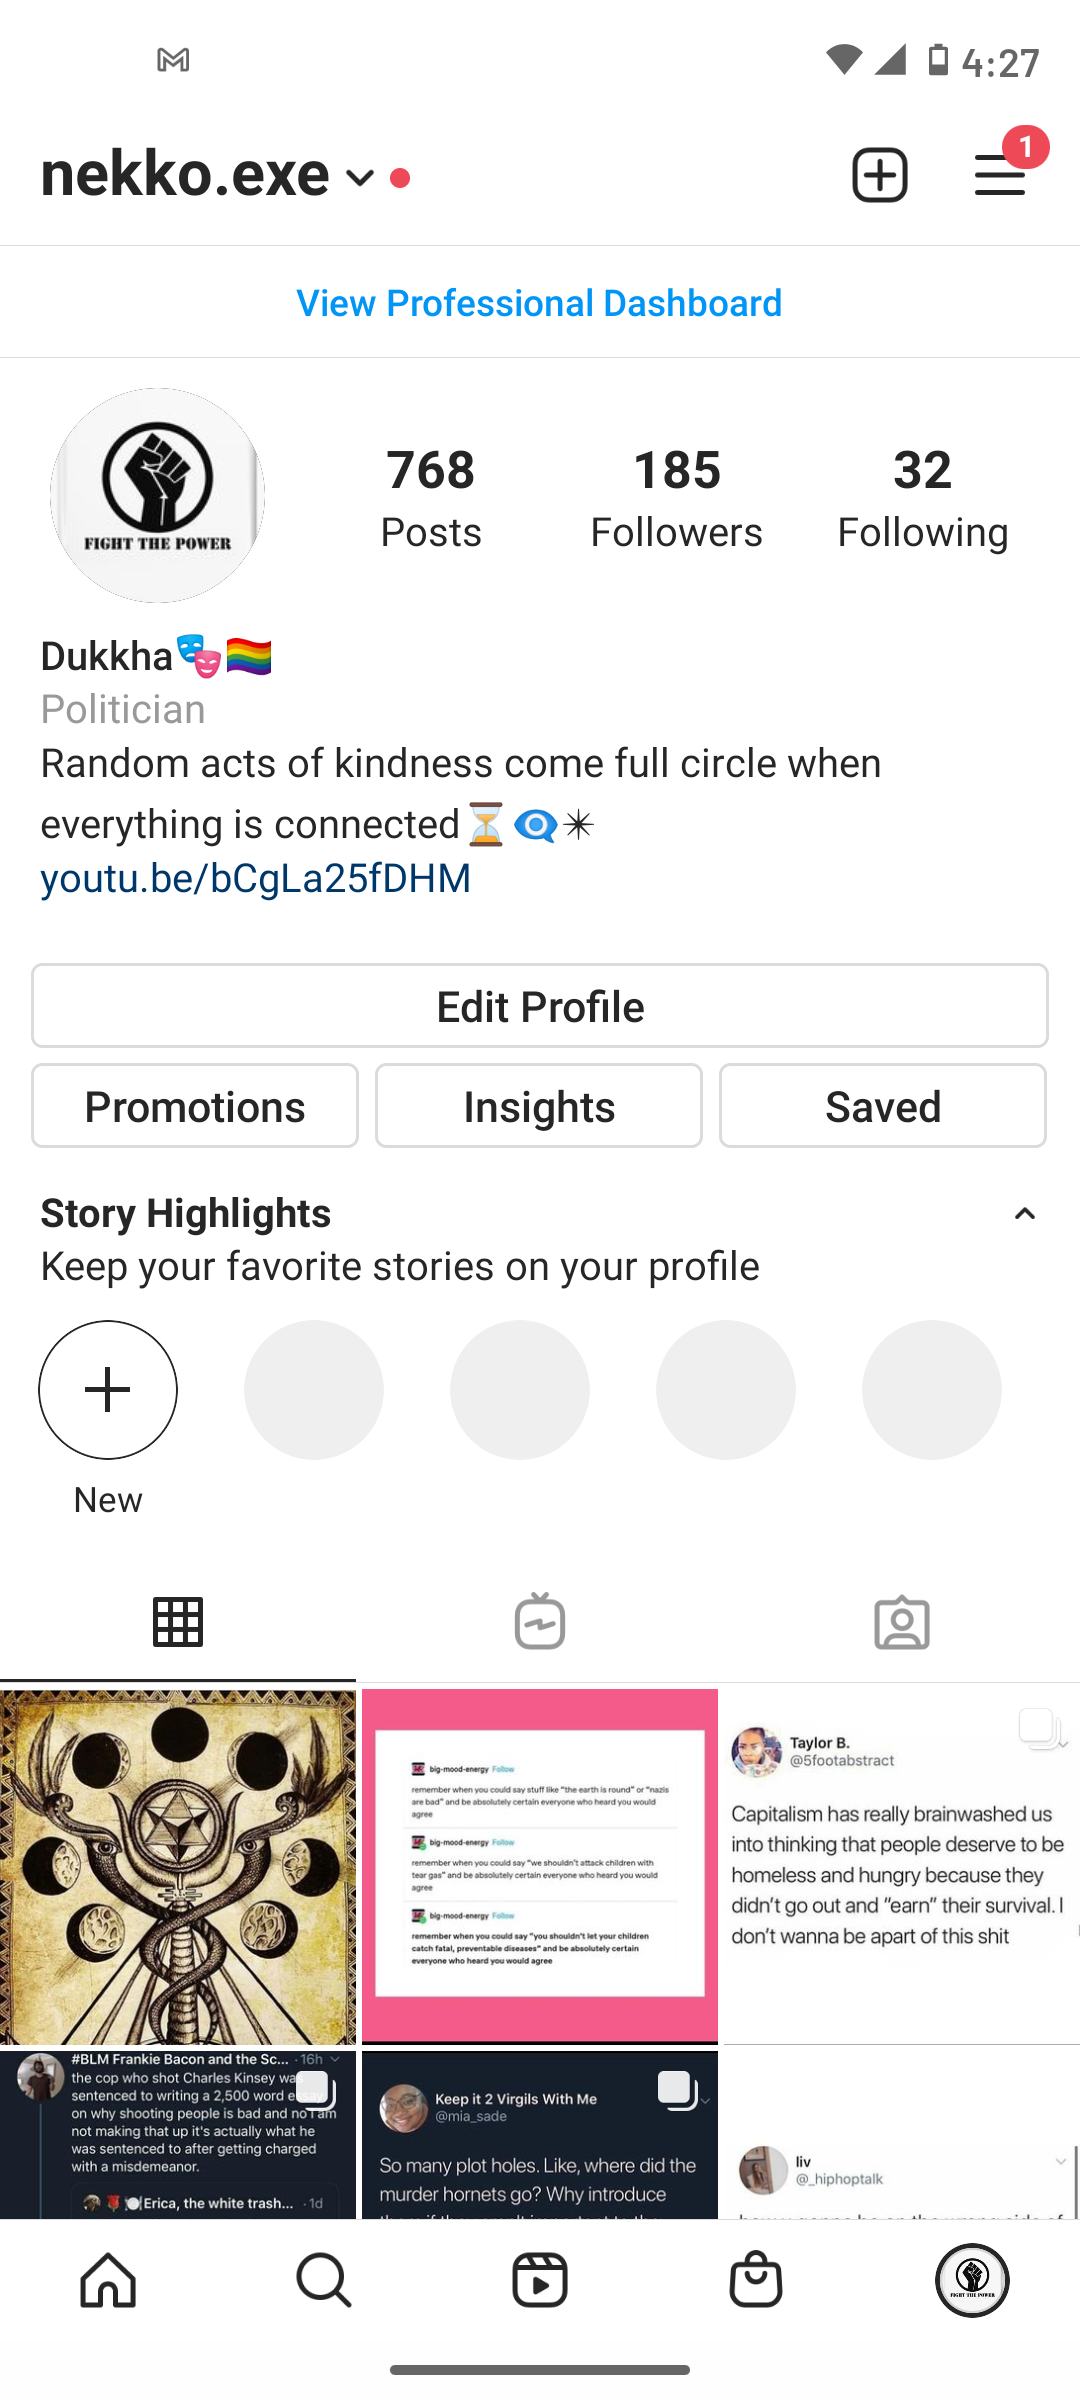 4:27
nekko.exe
1
View Professional Dashboard
FIGHT THE POWER
768
Posts
185
Followers
32
Following
Dukkha🎭🏳️‍🌈
Politician
Random acts of kindness come full circle when
everything is connected⏳👁️‍🗨️✴
youtu.be/bCgLa25fDHM
Edit Profile
Promotions
Insights
Saved
Story Highlights
Keep your favorite stories on your profile
New
big-mood-energy Follow
remember when you could say stuff like "the earth is round" or "nazis
are bad" and be absolutely certain everyone who heard you would
agree
big-mood-energy Follow
remember when you could say "we shouldn't attack children with
tear gas" and be absolutely certain everyone who heard you would
agree
big-mood-energy Follow
remember when you could say "you shouldn't let your children
catch fatal, preventable diseases" and be absolutely certain
everyone who heard you would agree
Taylor B.
@5footabstract
Capitalism has really brainwashed us
into thinking that people deserve to be
homeless and hungry because they
didn't go out and "earn" their survival. I
don't wanna be apart of this shit
#BLM Frankie Bacon and the Sc... · 16h
the cop who shot Charles Kinsey was
sentenced to writing a 2,500 word essay
on why shooting people is bad and no I am
not making that up it's actually what he
was sentenced to after getting charged
with a misdemeanor.
Erica, the white trash... · 1d
Keep it 2 Virgils With Me
@mia_sade
So many plot holes. Like, where did the
murder hornets go? Why introduce
liv
@_hiphoptalk
FIGHT THE POWER